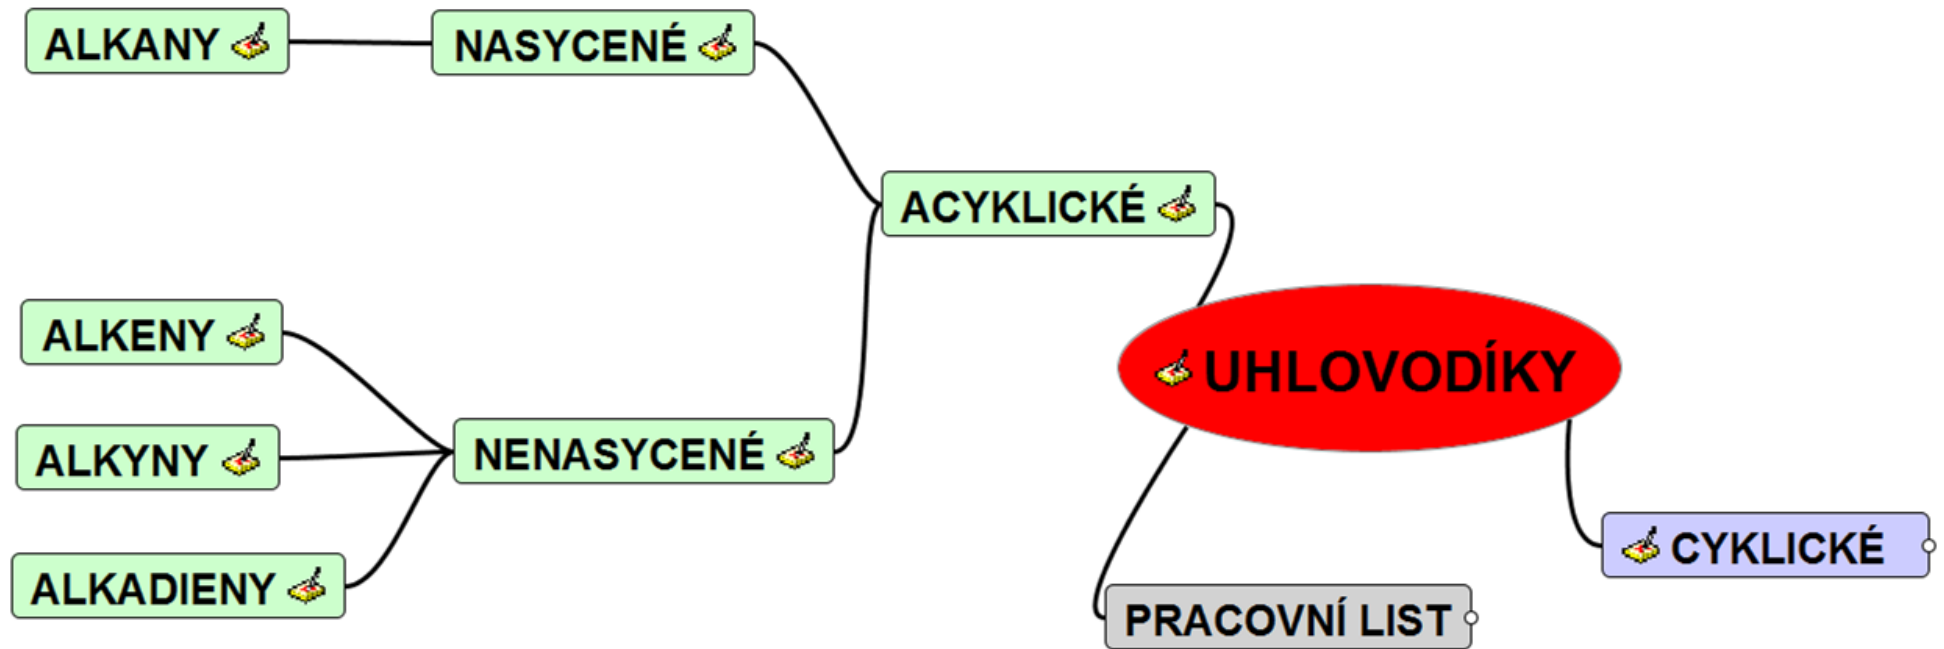 ALKANY
NASYCENÉ
ACYKLICKÉ
ALKENY
UHLOVODÍKY
ALKYNY
NENASYCENÉ
CYKLICKÉ
ALKADIENY
PRACOVNÍ LIST